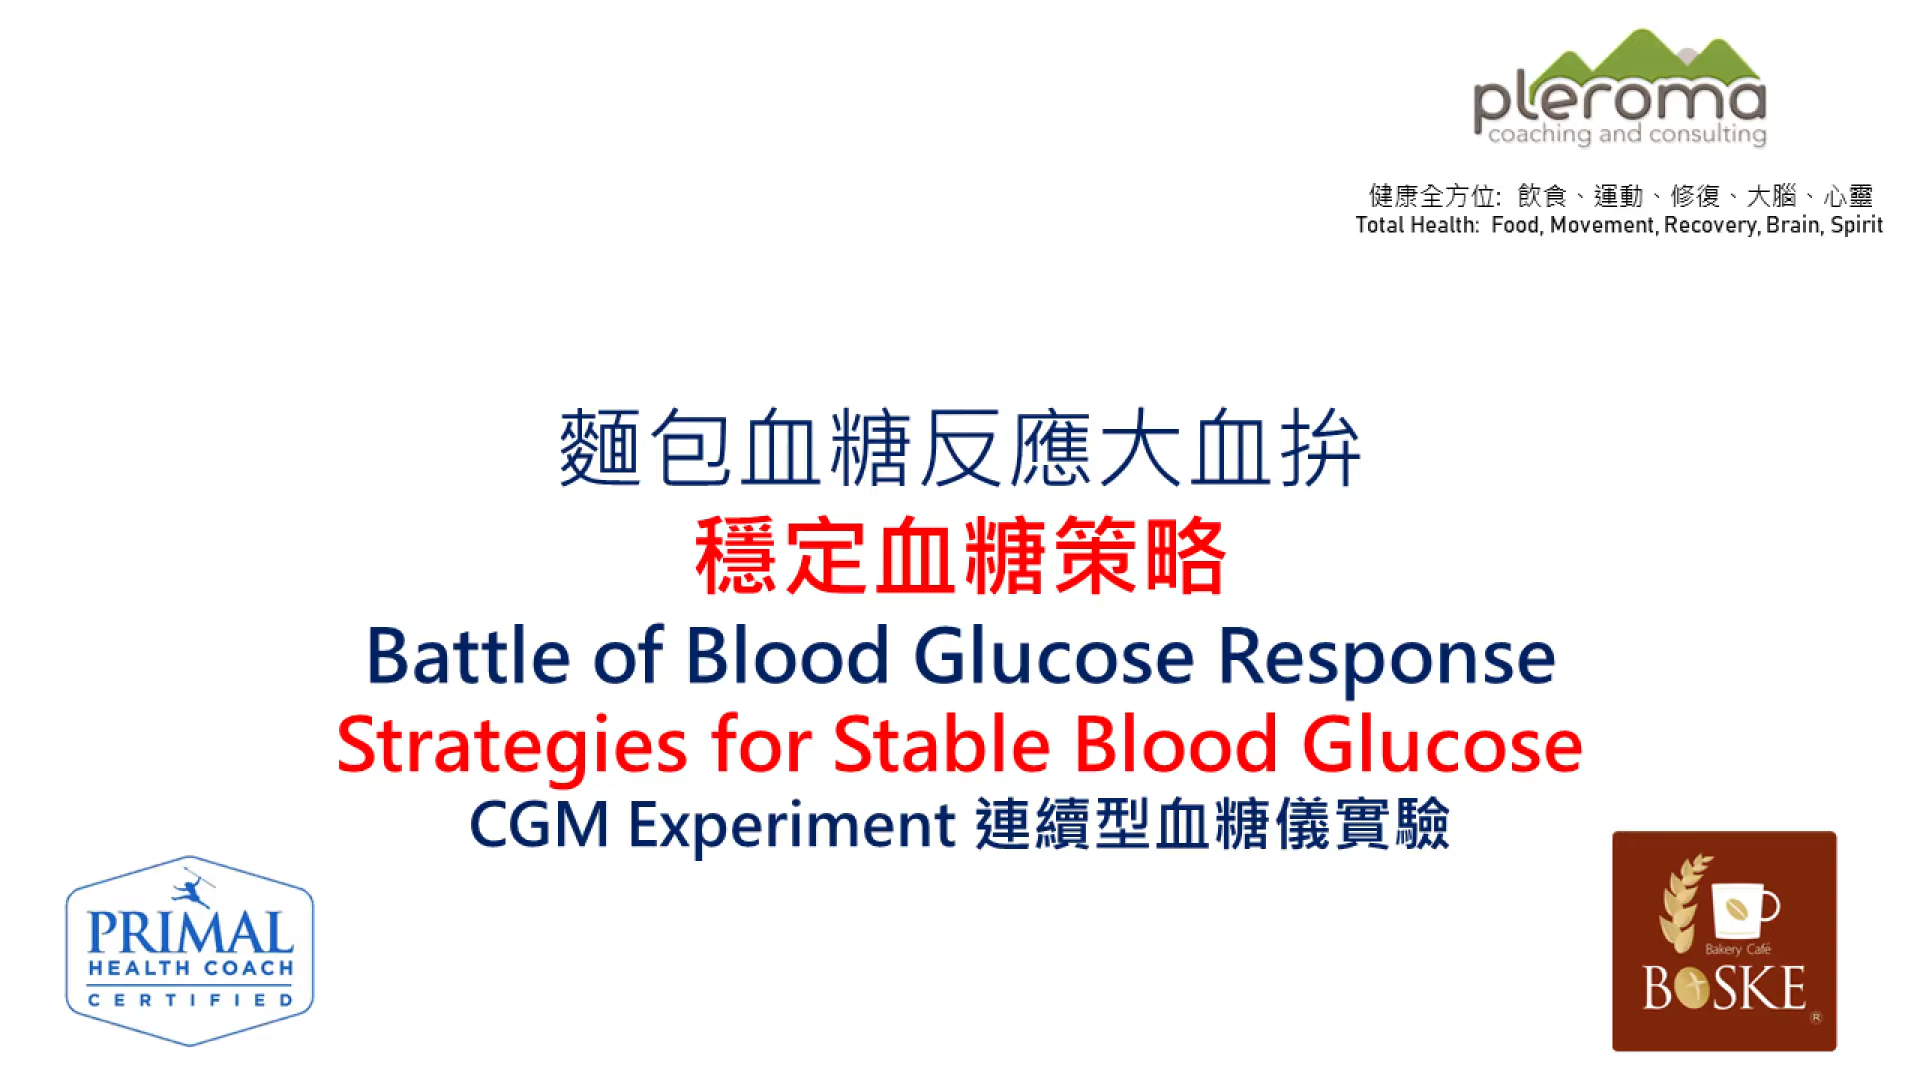 pleroma
coaching and consulting
健康全方位: 飲食、運動、修復、大腦、心靈
Total Health: Food, Movement, Recovery, Brain, Spirit
麵包血糖反應大血拚
穩定血糖策略
Battle of Blood Glucose Response
Strategies for Stable Blood Glucose
CGM Experiment 連續型血糖儀實驗
PRIMAL
HEALTH COACH
CERTIFIED
Bakery Café
BOSKE
®